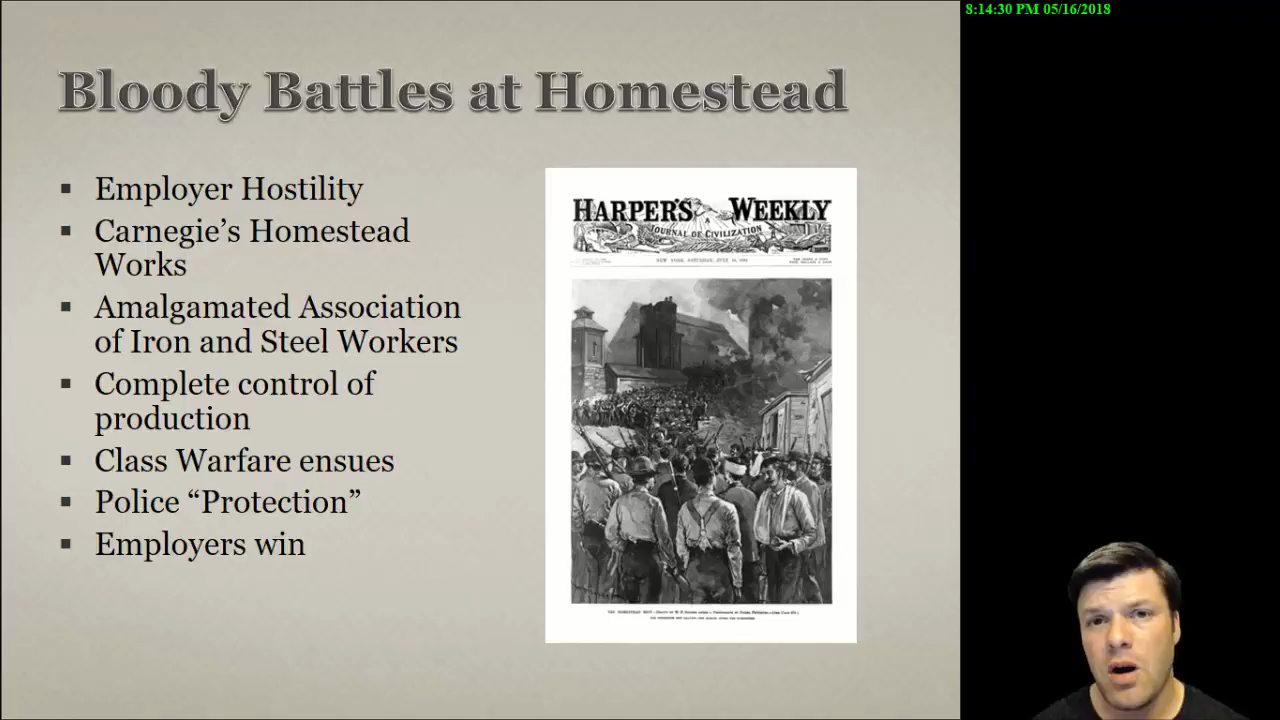 8:14:30 PM 05/16/2018
Bloody Battles at Homestead
▪ Employer Hostility
▪ Carnegie’s Homestead
Works
▪ Amalgamated Association
of Iron and Steel Workers
▪ Complete control of
production
▪ Class Warfare ensues
▪ Police “Protection”
▪ Employers win
HARPER'S WEEKLY
A
JOURNAL OF CIVILIZATION